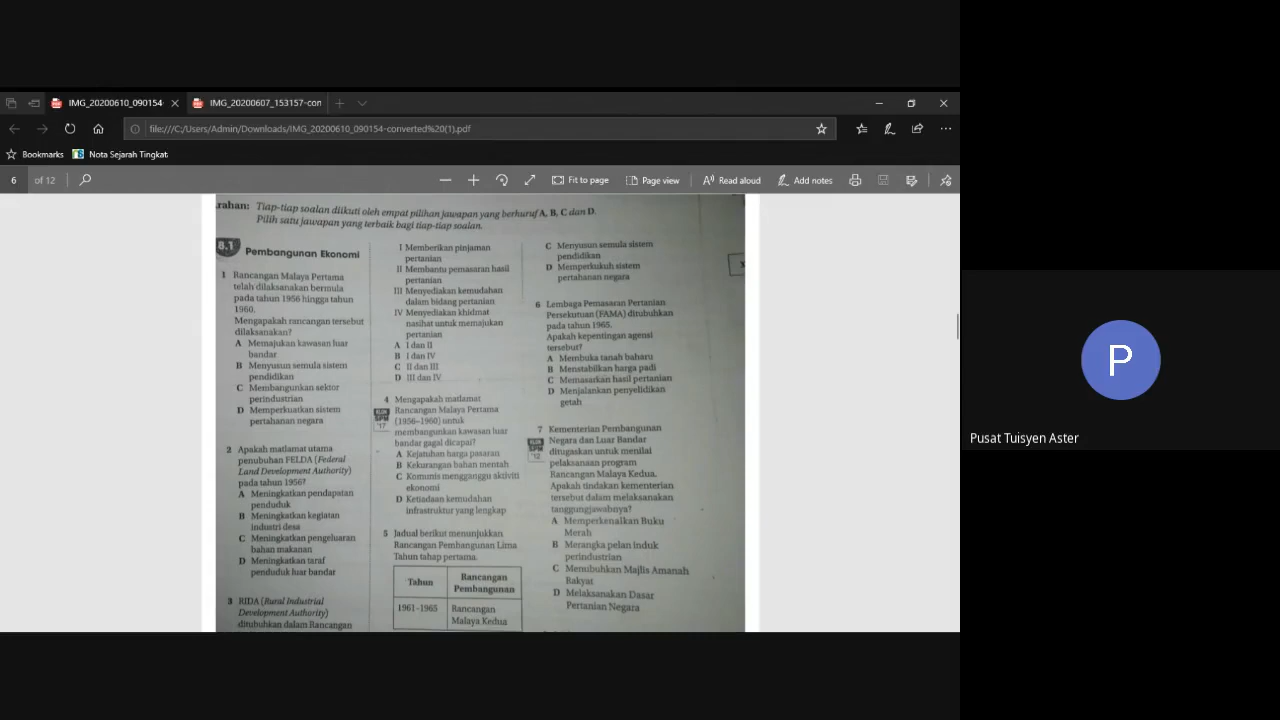 IMG_20200610_090154-
IMG_20200607_153157-con
file:///C:/Users/Admin/Downloads/IMG_20200610_090154-converted%20(1).pdf
Bookmarks
Nota Sejarah Tingkat
6 of 12
Fit to page
Page view
Read aloud
Add notes
rahan: Tiap-tiap soalan diikuti oleh empat pilihan jawapan yang berhuruf A, B, C dan D.
Pilih satu jawapan yang terbaik bagi tiap-tiap soalan.
8.1 Pembangunan Ekonomi
1 Rancangan Malaya Pertama
telah dilaksanakan bermula
pada tahun 1956 hingga tahun
1960.
Mengapakah rancangan tersebut
dilaksanakan?
A Memajukan kawasan luar
bandar
B Menyusun semula sistem
pendidikan
C Membangunkan sektor
perindustrian
D Memperkuatkan sistem
pertahanan negara
2 Apakah matlamat utama
penubuhan FELDA (Federal
Land Development Authority)
pada tahun 1956?
A Meningkatkan pendapatan
penduduk
B Meningkatkan kegiatan
industri desa
C Meningkatkan pengeluaran
bahan makanan
D Meningkatkan taraf
penduduk luar bandar
3 RIDA (Rural Industrial
Development Authority)
ditubuhkan dalam Rancangan
I Memberikan pinjaman
pertanian
II Membantu pemasaran hasil
pertanian
III Menyediakan kemudahan
dalam bidang pertanian
IV Menyediakan khidmat
nasihat untuk memajukan
pertanian
A I dan II
B I dan IV
C II dan III
D III dan IV
4 Mengapakah matlamat
KLON
SPM
'17
Rancangan Malaya Pertama
(1956–1960) untuk
membangunkan kawasan luar
bandar gagal dicapai?
A Kejatuhan harga pasaran
B Kekurangan bahan mentah
C Komunis mengganggu aktiviti
ekonomi
D Ketiadaan kemudahan
infrastruktur yang lengkap
5 Jadual berikut menunjukkan
Rancangan Pembangunan Lima
Tahun tahap pertama.
Tahun
Rancangan
Pembangunan
1961-1965
Rancangan
Malaya Kedua
C Menyusun semula sistem
pendidikan
D Memperkukuh sistem
pertahanan negara
6 Lembaga Pemasaran Pertanian
Persekutuan (FAMA) ditubuhkan
pada tahun 1965.
Apakah kepentingan agensi
tersebut?
A Membuka tanah baharu
B Menstabilkan harga padi
C Memasarkan hasil pertanian
D Menjalankan penyelidikan
getah
7 Kementerian Pembangunan
KLON
SPM
'12
Negara dan Luar Bandar
ditugaskan untuk menilai
pelaksanaan program
Rancangan Malaya Kedua.
Apakah tindakan kementerian
tersebut dalam melaksanakan
tanggungjawabnya?
A Memperkenalkan Buku
Merah
B Merangka pelan induk
perindustrian
C Menubuhkan Majlis Amanah
Rakyat
D Melaksanakan Dasar
Pertanian Negara
P
Pusat Tuisyen Aster